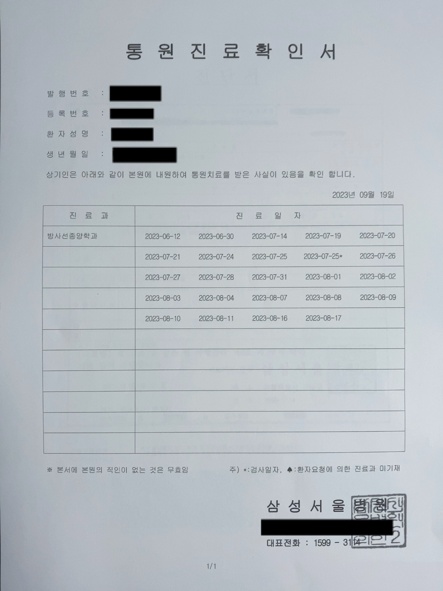 통 원 진 료 확 인 서
발 행 번 호 :
등 록 번 호 :
환 자 성 명 :
생 년 월 일 :
상기인은 아래와 같이 본원에 내원하여 통원치료를 받은 사실이 있음을 확인 합니다.
2023년 09월 19일
진 료 과 진 료 일 자
방사선종양학과 2023-06-12 2023-06-30 2023-07-14 2023-07-19 2023-07-20
2023-07-21 2023-07-24 2023-07-25 2023-07-25* 2023-07-26
2023-07-27 2023-07-28 2023-07-31 2023-08-01 2023-08-02
2023-08-03 2023-08-04 2023-08-07 2023-08-08 2023-08-09
2023-08-10 2023-08-11 2023-08-16 2023-08-17
※ 본서에 본원의 직인이 없는 것은 무효임 주) *:검사일자, ♠:환자요청에 의한 진료과 미기재
삼 성 서 울 병 원
대표전화 : 1599 - 3114
1/1